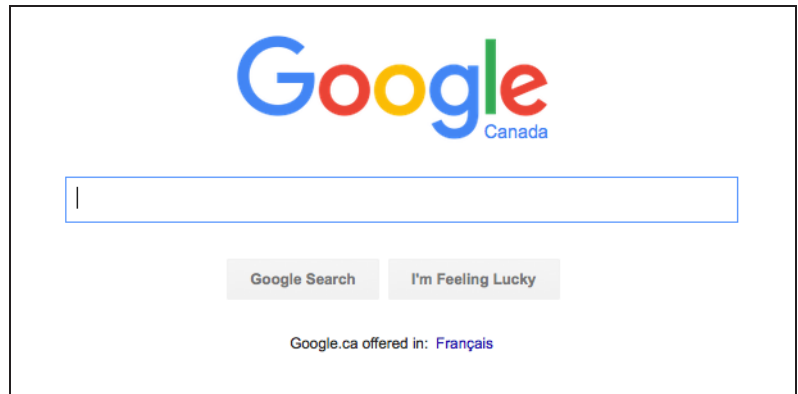 Google
Canada
Google Search
I'm Feeling Lucky
Google.ca offered in: Français